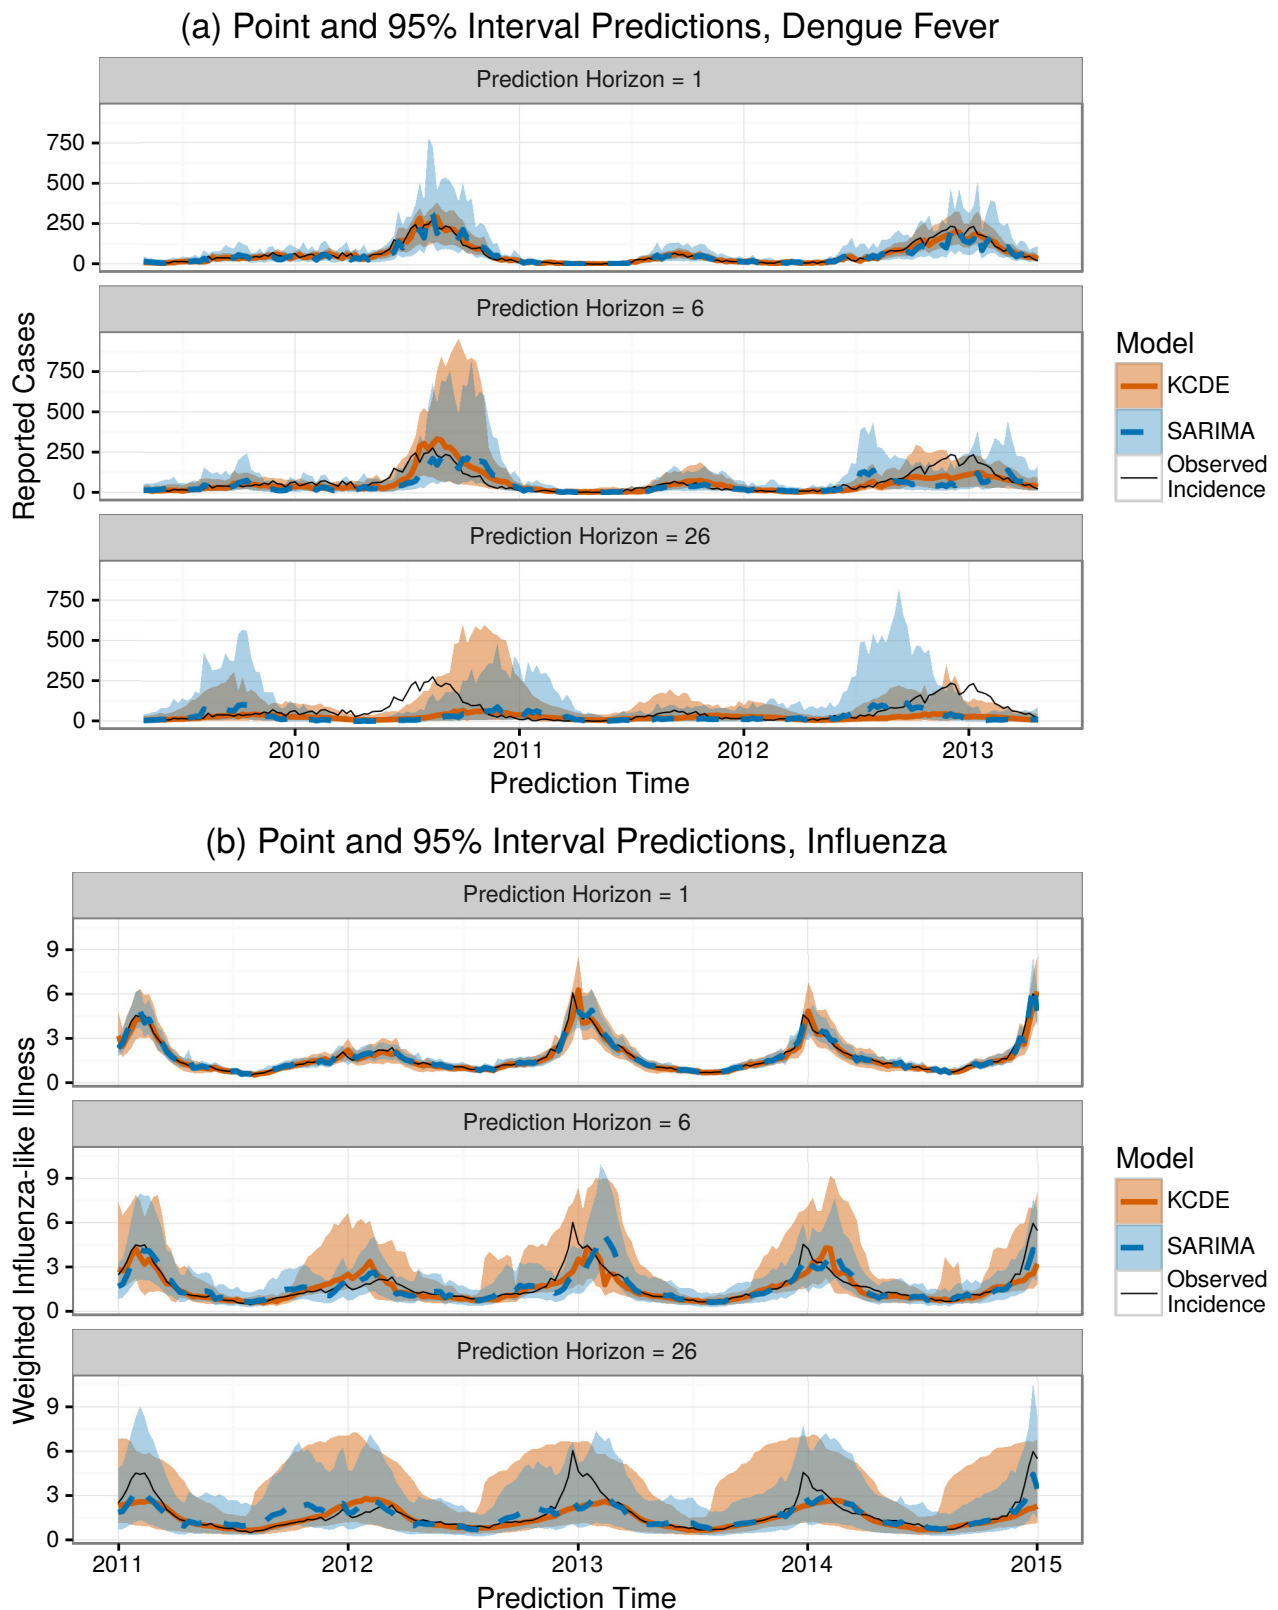 (a) Point and 95% Interval Predictions, Dengue Fever
Prediction Horizon = 1
750
500
250
0
Prediction Horizon = 6
750
500
250
0
Prediction Horizon = 26
750
500
250
0
2010
2011
2012
2013
Prediction Time
Reported Cases
Model
KCDE
SARIMA
Observed
Incidence
(b) Point and 95% Interval Predictions, Influenza
Prediction Horizon = 1
9
6
3
0
Prediction Horizon = 6
9
6
3
0
Prediction Horizon = 26
9
6
3
0
2011
2012
2013
2014
2015
Prediction Time
Weighted Influenza-like Illness
Model
KCDE
SARIMA
Observed
Incidence